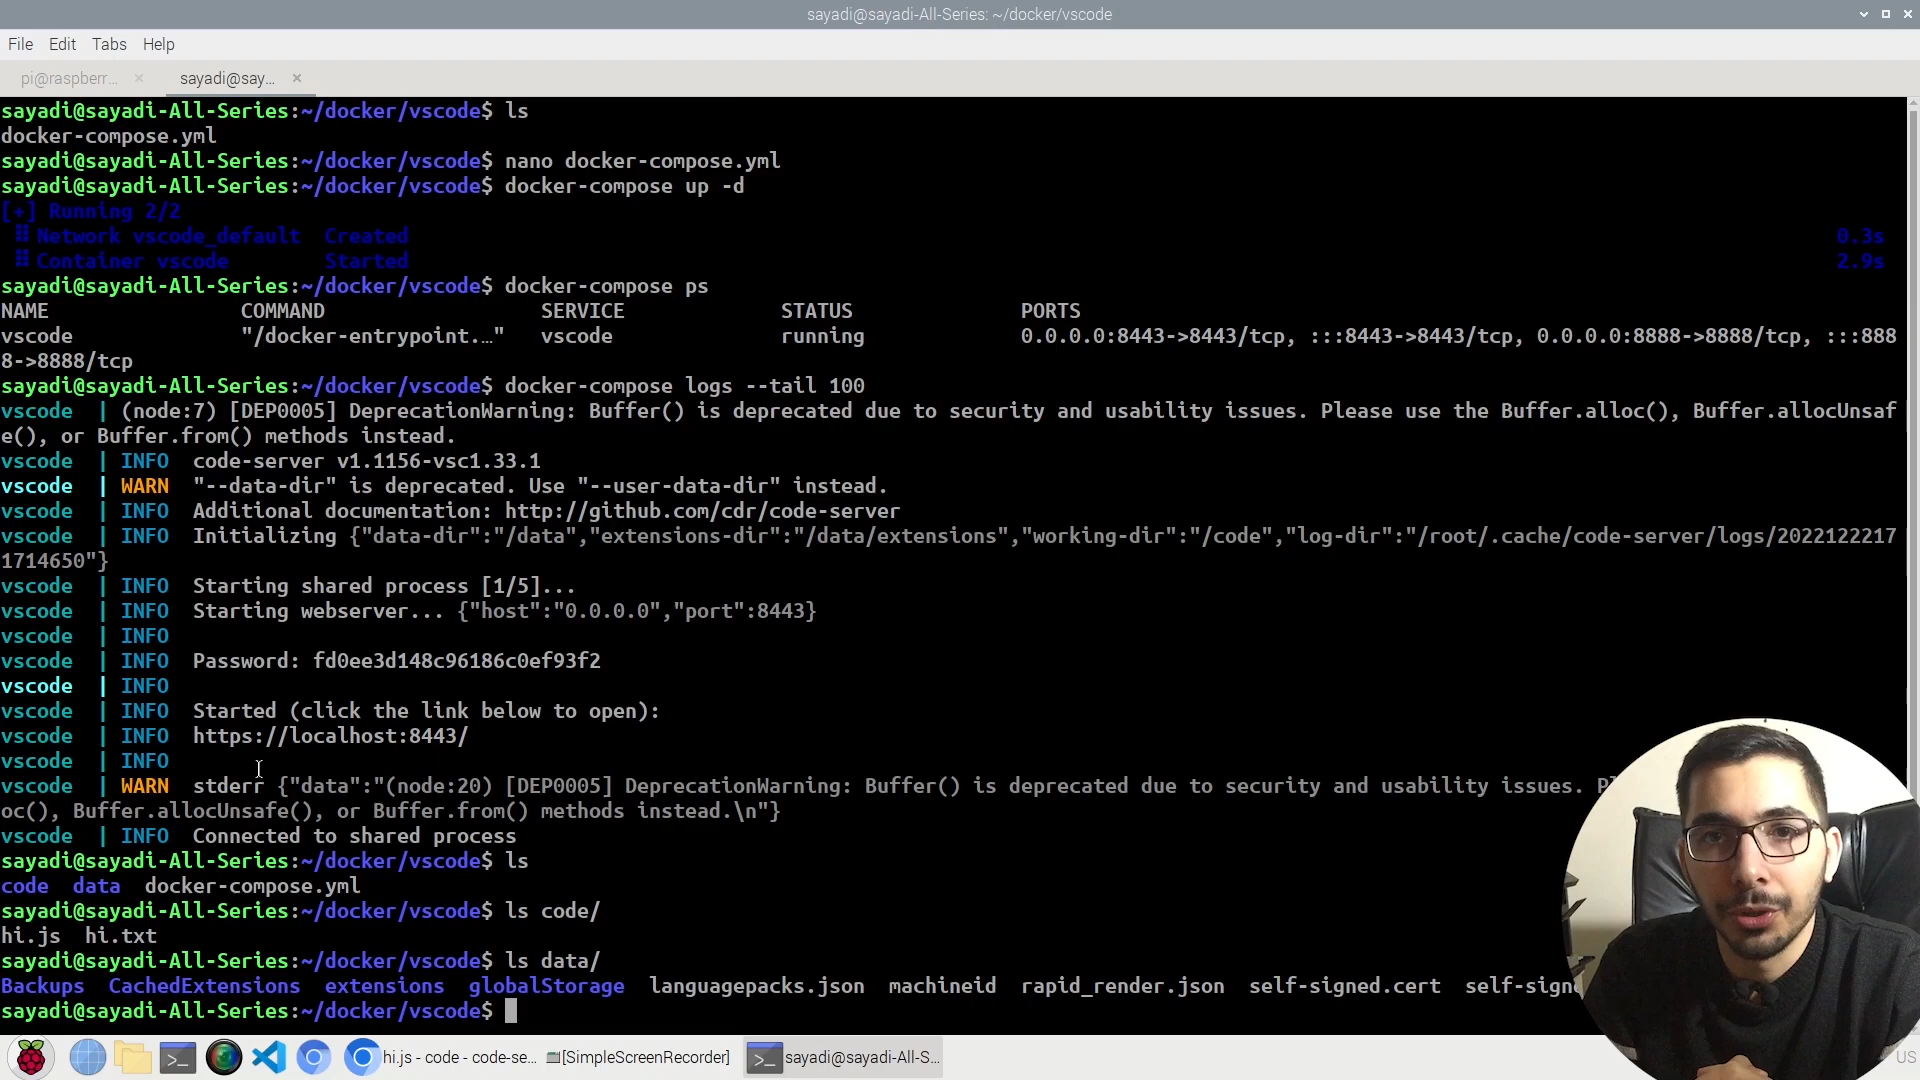 sayadi@sayadi-All-Series: ~/docker/vscode
File Edit Tabs Help
pi@raspberr... × sayadi@say... ×
sayadi@sayadi-All-Series:~/docker/vscode$ ls
docker-compose.yml
sayadi@sayadi-All-Series:~/docker/vscode$ nano docker-compose.yml
sayadi@sayadi-All-Series:~/docker/vscode$ docker-compose up -d
[+] Running 2/2
⠿ Network vscode_default  Created 0.3s
⠿ Container vscode        Started 2.9s
sayadi@sayadi-All-Series:~/docker/vscode$ docker-compose ps
NAME                COMMAND                  SERVICE             STATUS              PORTS
vscode              "/docker-entrypoint.…"   vscode              running             0.0.0.0:8443->8443/tcp, :::8443->8443/tcp, 0.0.0.0:8888->8888/tcp, :::888
8->8888/tcp
sayadi@sayadi-All-Series:~/docker/vscode$ docker-compose logs --tail 100
vscode  | (node:7) [DEP0005] DeprecationWarning: Buffer() is deprecated due to security and usability issues. Please use the Buffer.alloc(), Buffer.allocUnsaf
e(), or Buffer.from() methods instead.
vscode  | INFO  code-server v1.1156-vsc1.33.1
vscode  | WARN  "--data-dir" is deprecated. Use "--user-data-dir" instead.
vscode  | INFO  Additional documentation: http://github.com/cdr/code-server
vscode  | INFO  Initializing {"data-dir":"/data","extensions-dir":"/data/extensions","working-dir":"/code","log-dir":"/root/.cache/code-server/logs/2022122217
1714650"}
vscode  | INFO  Starting shared process [1/5]...
vscode  | INFO  Starting webserver... {"host":"0.0.0.0","port":8443}
vscode  | INFO
vscode  | INFO  Password: fd0ee3d148c96186c0ef93f2
vscode  | INFO
vscode  | INFO  Started (click the link below to open):
vscode  | INFO  https://localhost:8443/
vscode  | INFO
vscode  | WARN  stderr {"data":"(node:20) [DEP0005] DeprecationWarning: Buffer() is deprecated due to security and usability issues.
oc(), Buffer.allocUnsafe(), or Buffer.from() methods instead.\n"}
vscode  | INFO  Connected to shared process
sayadi@sayadi-All-Series:~/docker/vscode$ ls
code  data  docker-compose.yml
sayadi@sayadi-All-Series:~/docker/vscode$ ls code/
hi.js  hi.txt
sayadi@sayadi-All-Series:~/docker/vscode$ ls data/
Backups  CachedExtensions  extensions  globalStorage  languagepacks.json  machineid  rapid_render.json  self-signed.cert
sayadi@sayadi-All-Series:~/docker/vscode$
hi.js - code - code-se... [SimpleScreenRecorder] sayadi@sayadi-All-S... US